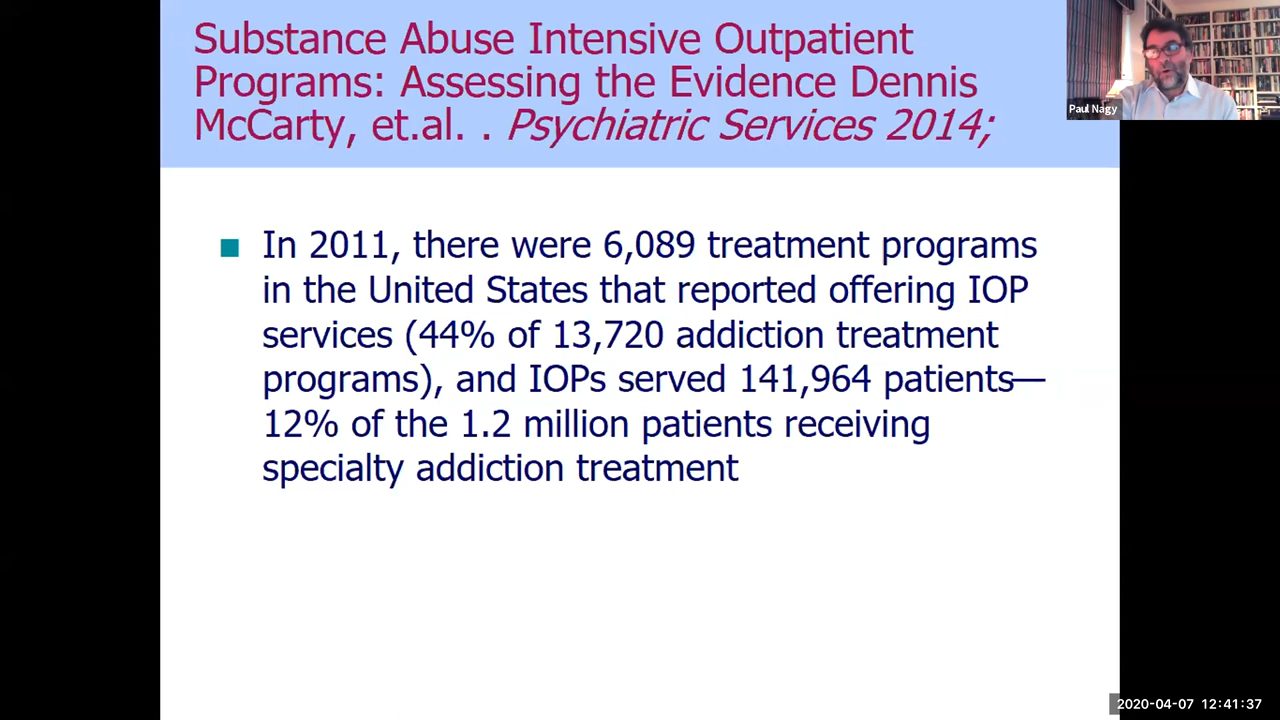 Substance Abuse Intensive Outpatient
Programs: Assessing the Evidence Dennis
McCarty, et.al. . Psychiatric Services 2014;
Paul Nagy
■ In 2011, there were 6,089 treatment programs
in the United States that reported offering IOP
services (44% of 13,720 addiction treatment
programs), and IOPs served 141,964 patients—
12% of the 1.2 million patients receiving
specialty addiction treatment
2020-04-07 12:41:37